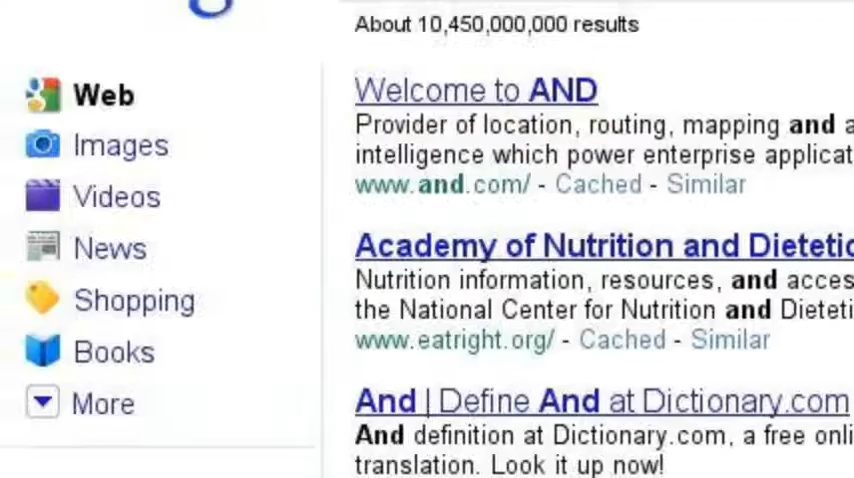 About 10,450,000,000 results
Web
Images
Videos
News
Shopping
Books
More
Welcome to AND
Provider of location, routing, mapping and a
intelligence which power enterprise applicat
www.and.com/ - Cached - Similar
Academy of Nutrition and Dietetic
Nutrition information, resources, and acces
the National Center for Nutrition and Dieteti
www.eatright.org/ - Cached - Similar
And | Define And at Dictionary.com
And definition at Dictionary.com, a free onli
translation. Look it up now!